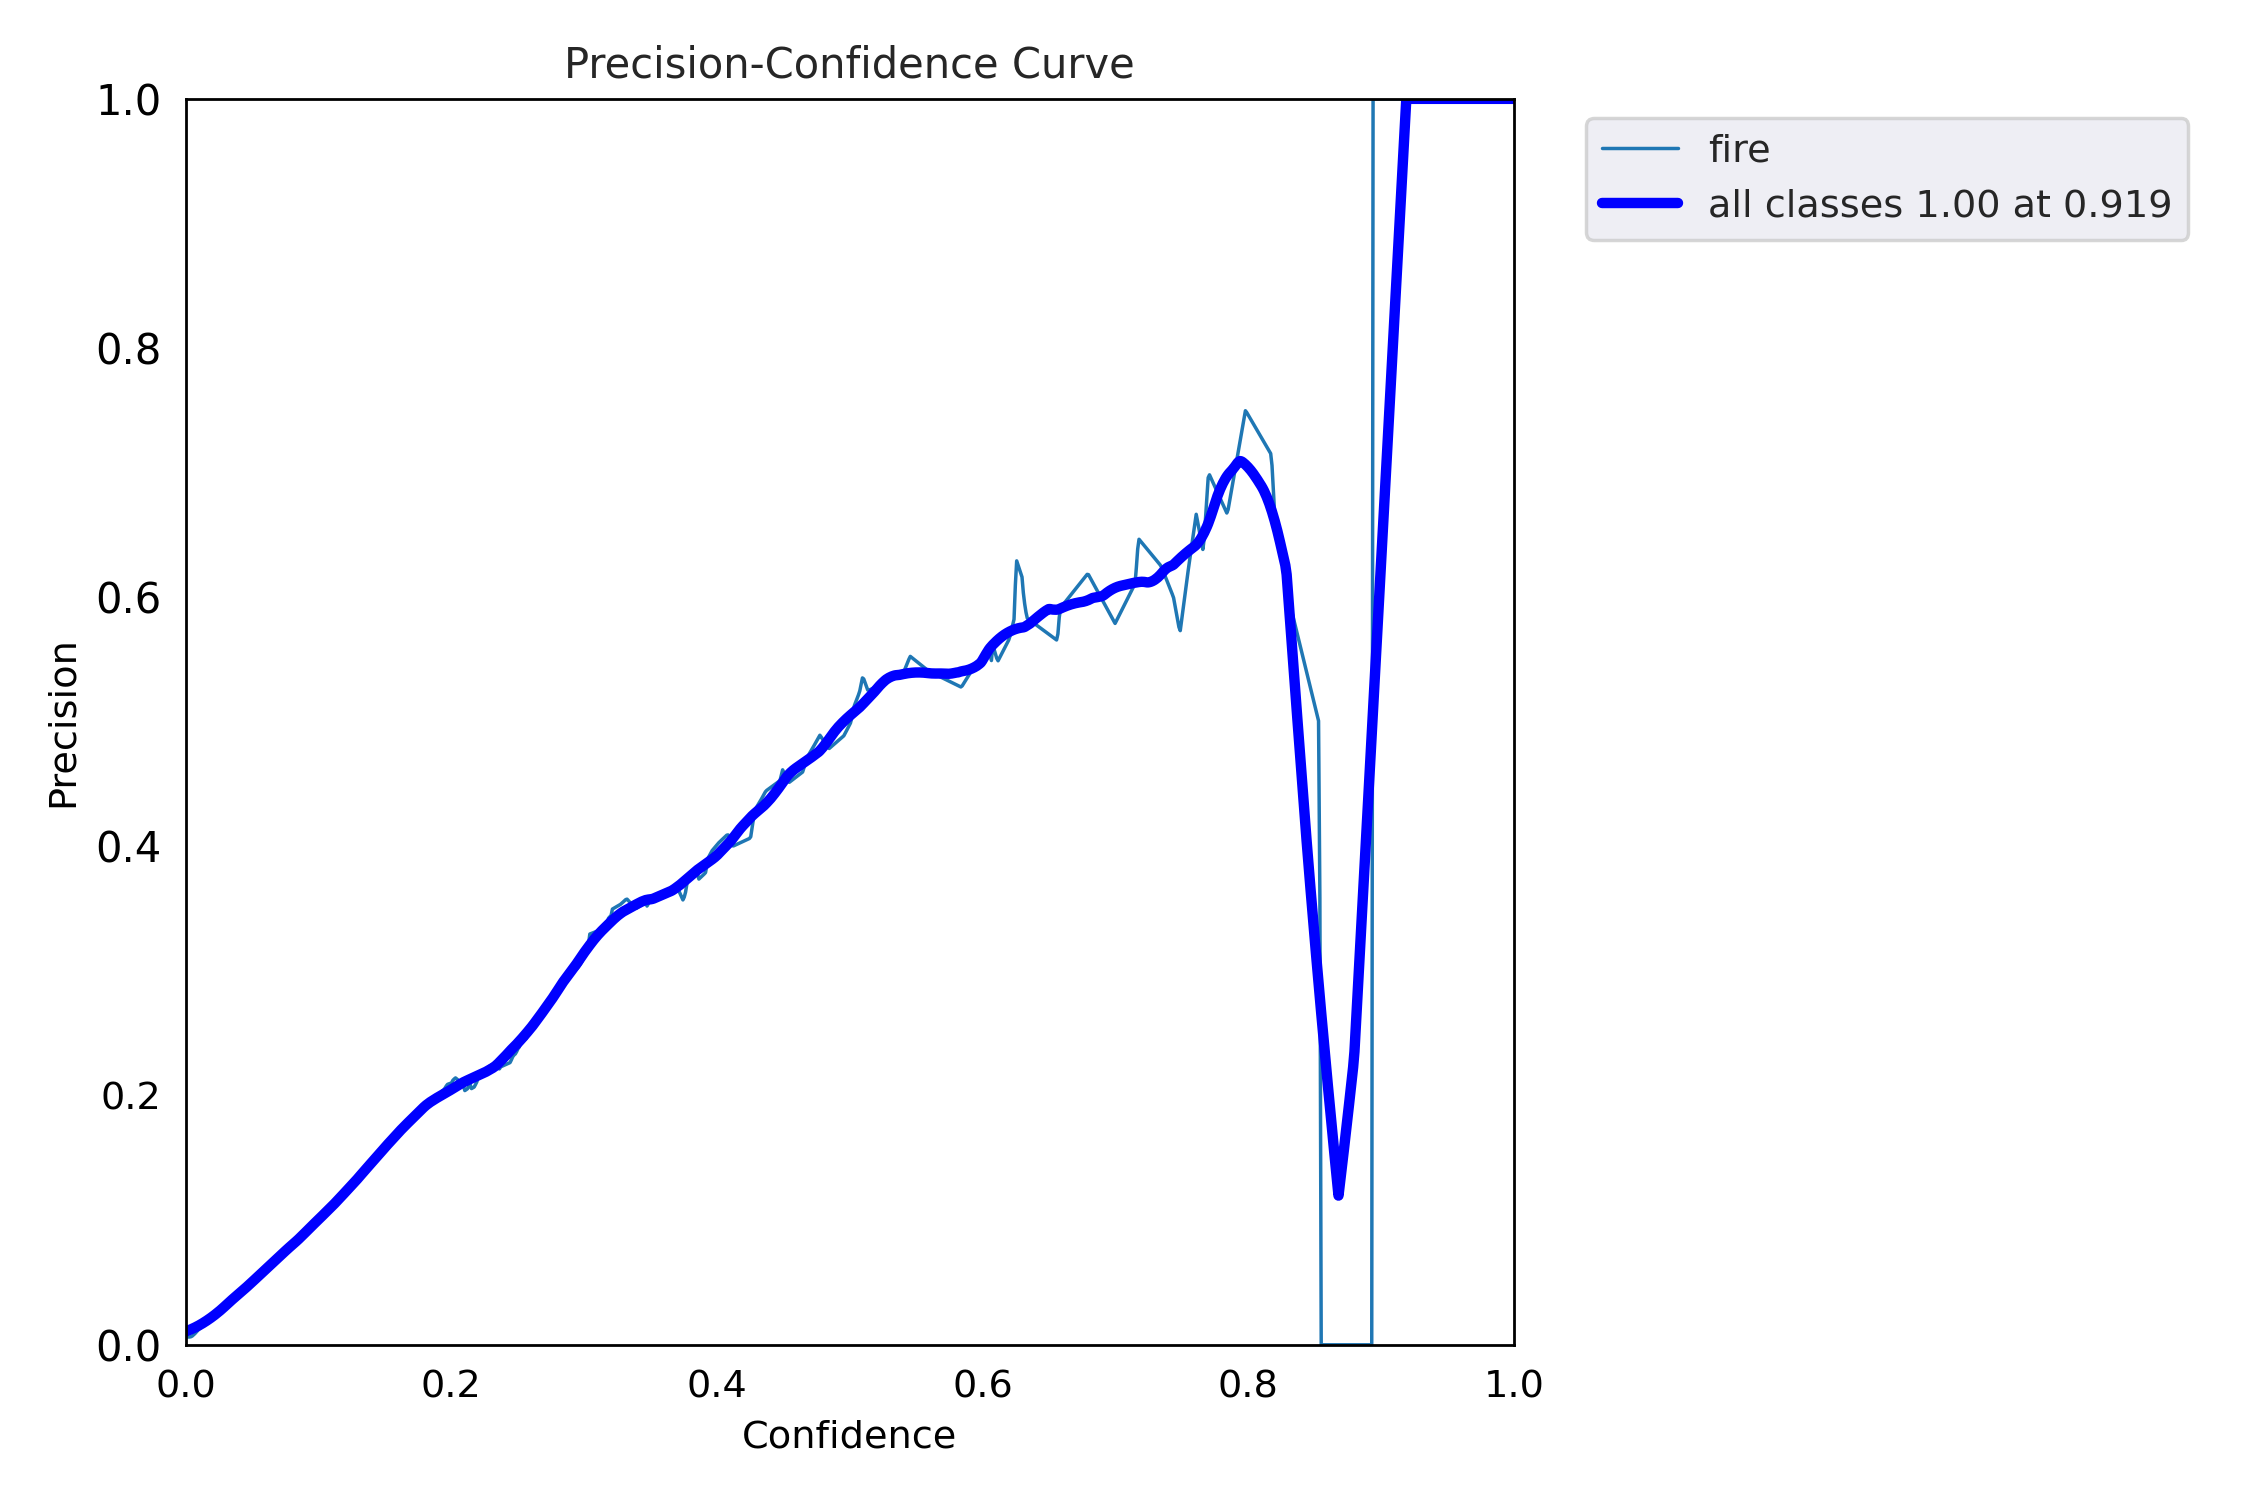 Precision-Confidence Curve
1.0
0.8
0.6
0.4
0.2
0.0
Precision
0.0 0.2 0.4 0.6 0.8 1.0
Confidence
fire
all classes 1.00 at 0.919